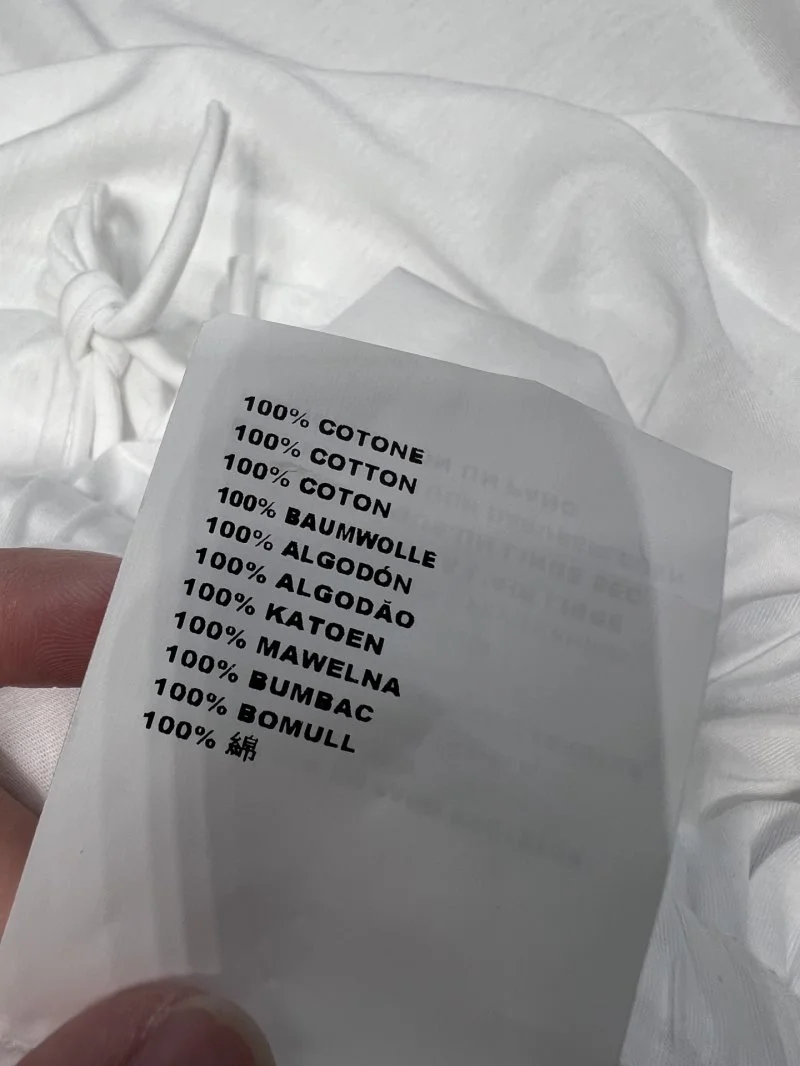 100% COTONE
100% COTTON
100% COTON
100% BAUMWOLLE
100% ALGODÓN
100% ALGODÃO
100% KATOEN
100% MAWELNA
100% BUMBAC
100% BOMULL
100% 綿